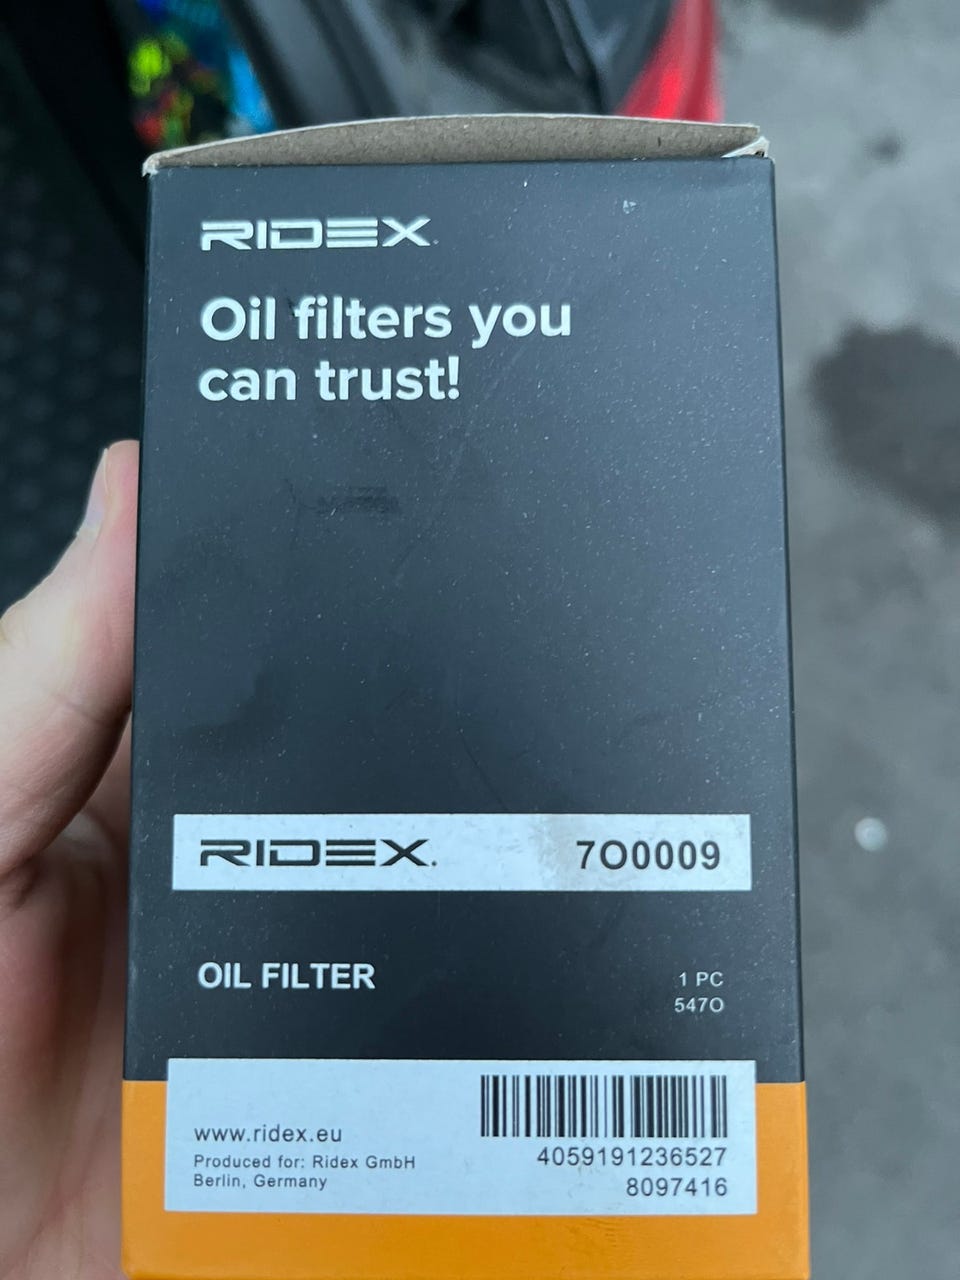 RIDEX
Oil filters you
can trust!
RIDEX. 7O0009
OIL FILTER
1 PC
547O
www.ridex.eu
Produced for: Ridex GmbH
Berlin, Germany
4059191236527
8097416